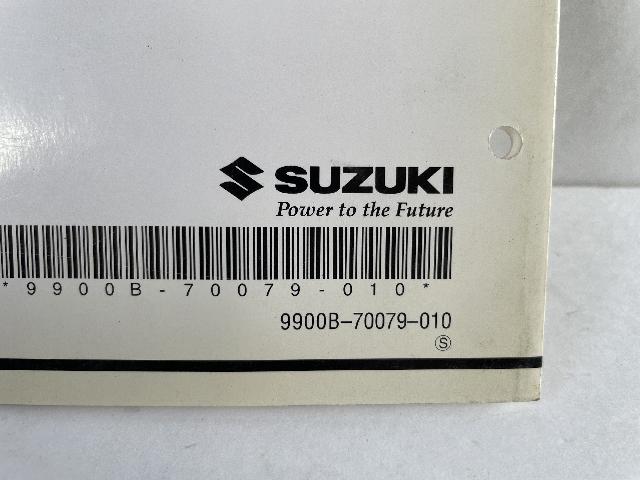 SUZUKI
Power to the Future
*9900B-70079-010*
9900B-70079-010
Ⓢ